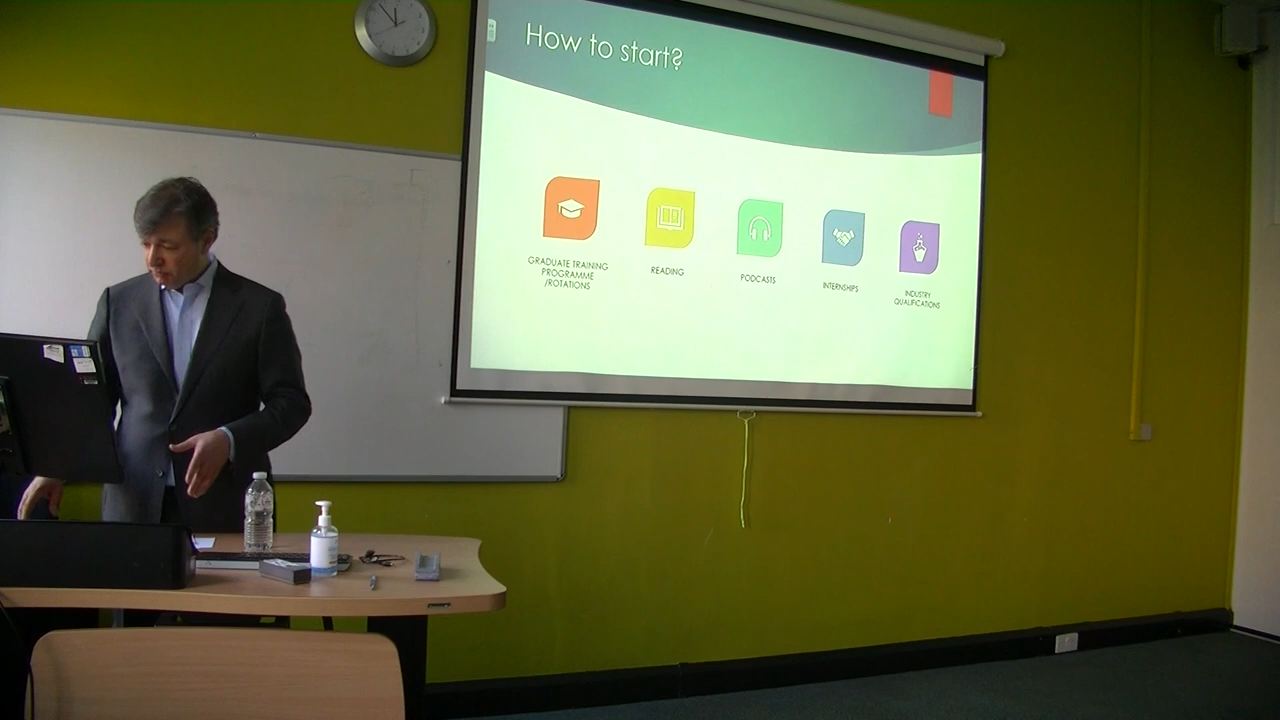 How to start?
GRADUATE TRAINING
PROGRAMME
/ROTATIONS
READING
PODCASTS
INTERNSHIPS
INDUSTRY
QUALIFICATIONS